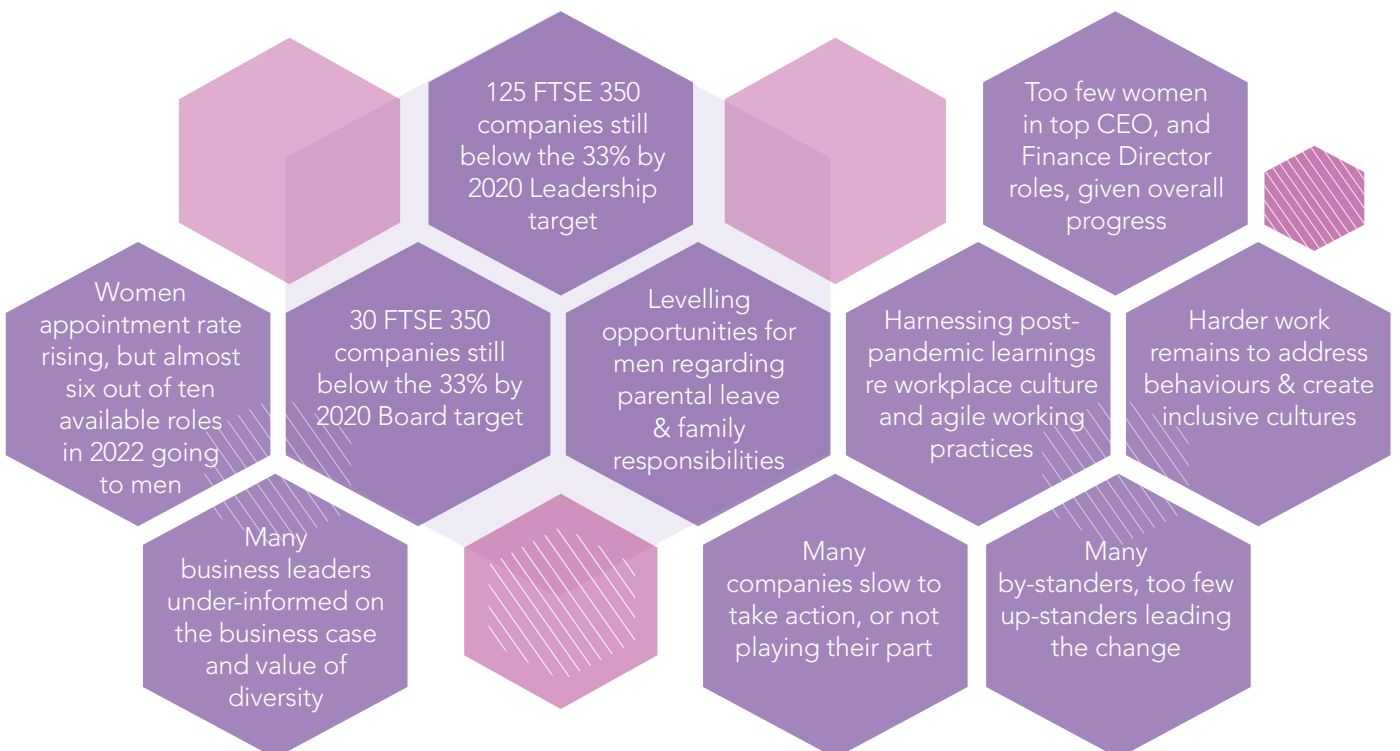 125 FTSE 350
companies still
below the 33% by
2020 Leadership
target
Too few women
in top CEO, and
Finance Director
roles, given overall
progress
Women
appointment rate
rising, but almost
six out of ten
available roles
in 2022 going
to men
30 FTSE 350
companies still
below the 33% by
2020 Board target
Levelling
opportunities for
men regarding
parental leave
& family
responsibilities
Harnessing post-
pandemic learnings
re workplace culture
and agile working
practices
Harder work
remains to address
behaviours & create
inclusive cultures
Many
business leaders
under-informed on
the business case
and value of
diversity
Many
companies slow to
take action, or not
playing their part
Many
by-standers, too few
up-standers leading
the change